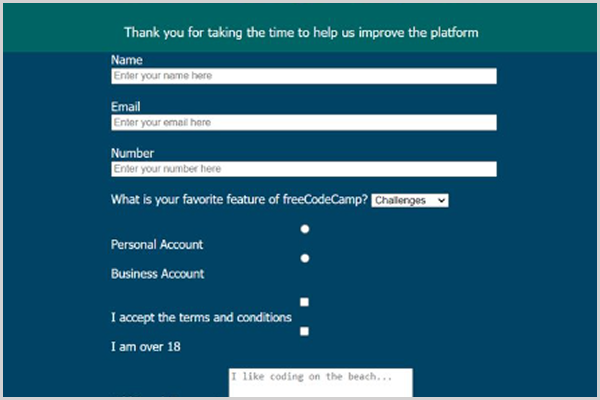 Thank you for taking the time to help us improve the platform
Name
Enter your name here
Email
Enter your email here
Number
Enter your number here
What is your favorite feature of freeCodeCamp? Challenges
Personal Account
Business Account
I accept the terms and conditions
I am over 18
I like coding on the beach...